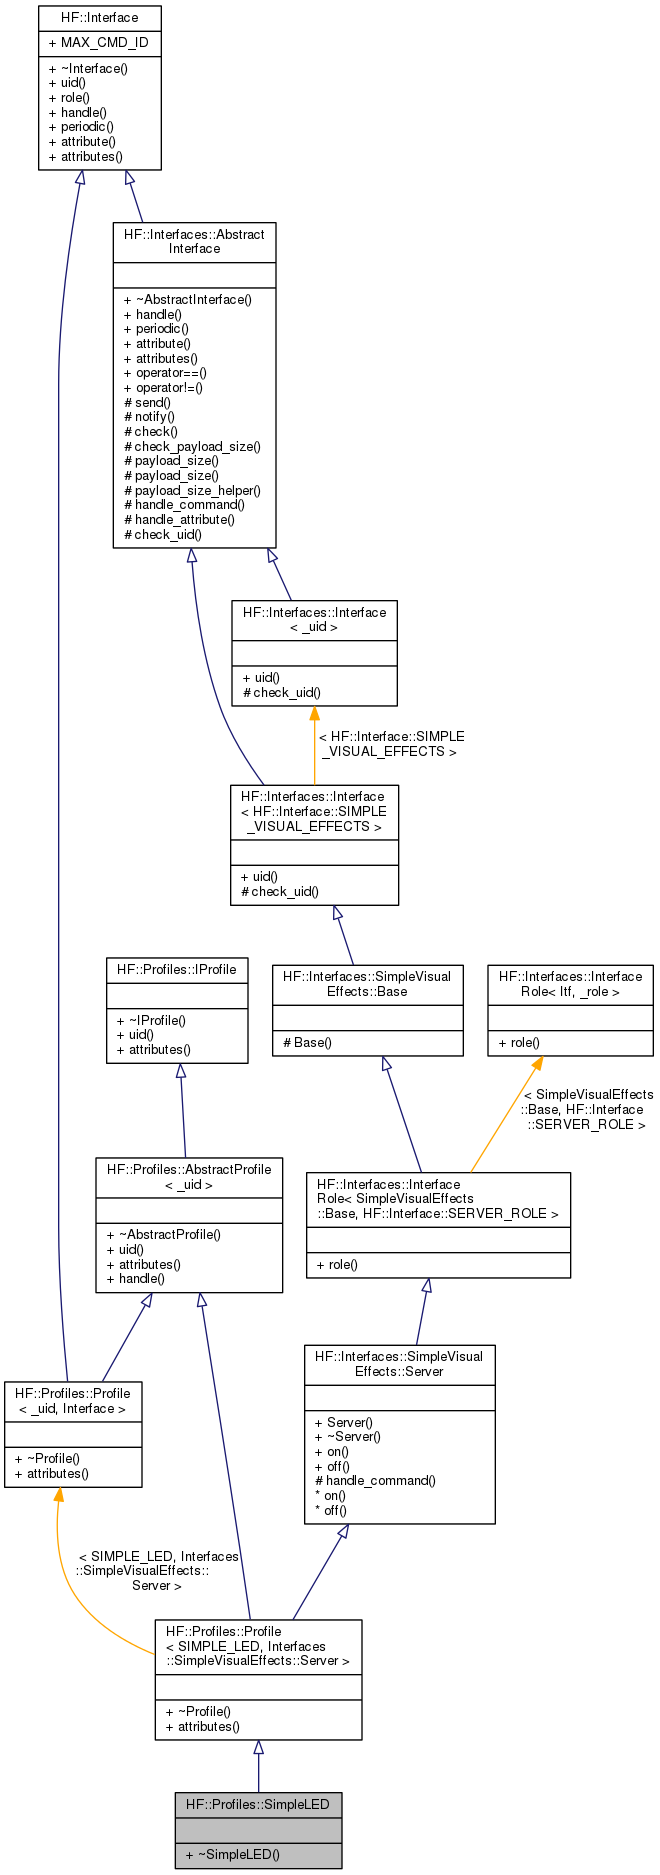 HF::Interface
+ MAX_CMD_ID
+ ~Interface()
+ uid()
+ role()
+ handle()
+ periodic()
+ attribute()
+ attributes()
HF::Interfaces::Abstract
Interface
+ ~AbstractInterface()
+ handle()
+ periodic()
+ attribute()
+ attributes()
+ operator==()
+ operator!=()
# send()
# notify()
# check()
# check_payload_size()
# payload_size()
# payload_size()
# payload_size_helper()
# handle_command()
# handle_attribute()
# check_uid()
HF::Interfaces::Interface
< _uid >
+ uid()
# check_uid()
< HF::Interface::SIMPLE
_VISUAL_EFFECTS >
HF::Interfaces::Interface
< HF::Interface::SIMPLE
_VISUAL_EFFECTS >
+ uid()
# check_uid()
HF::Profiles::IProfile
+ ~IProfile()
+ uid()
+ attributes()
HF::Interfaces::SimpleVisual
Effects::Base
# Base()
HF::Interfaces::Interface
Role< Itf, _role >
+ role()
< SimpleVisualEffects
::Base, HF::Interface
::SERVER_ROLE >
HF::Profiles::AbstractProfile
< _uid >
+ ~AbstractProfile()
+ uid()
+ attributes()
+ handle()
HF::Interfaces::Interface
Role< SimpleVisualEffects
::Base, HF::Interface::SERVER_ROLE >
+ role()
HF::Profiles::Profile
< _uid, Interface >
+ ~Profile()
+ attributes()
HF::Interfaces::SimpleVisual
Effects::Server
+ Server()
+ ~Server()
+ on()
+ off()
# handle_command()
* on()
* off()
< SIMPLE_LED, Interfaces
::SimpleVisualEffects::
Server >
HF::Profiles::Profile
< SIMPLE_LED, Interfaces
::SimpleVisualEffects::Server >
+ ~Profile()
+ attributes()
HF::Profiles::SimpleLED
+ ~SimpleLED()